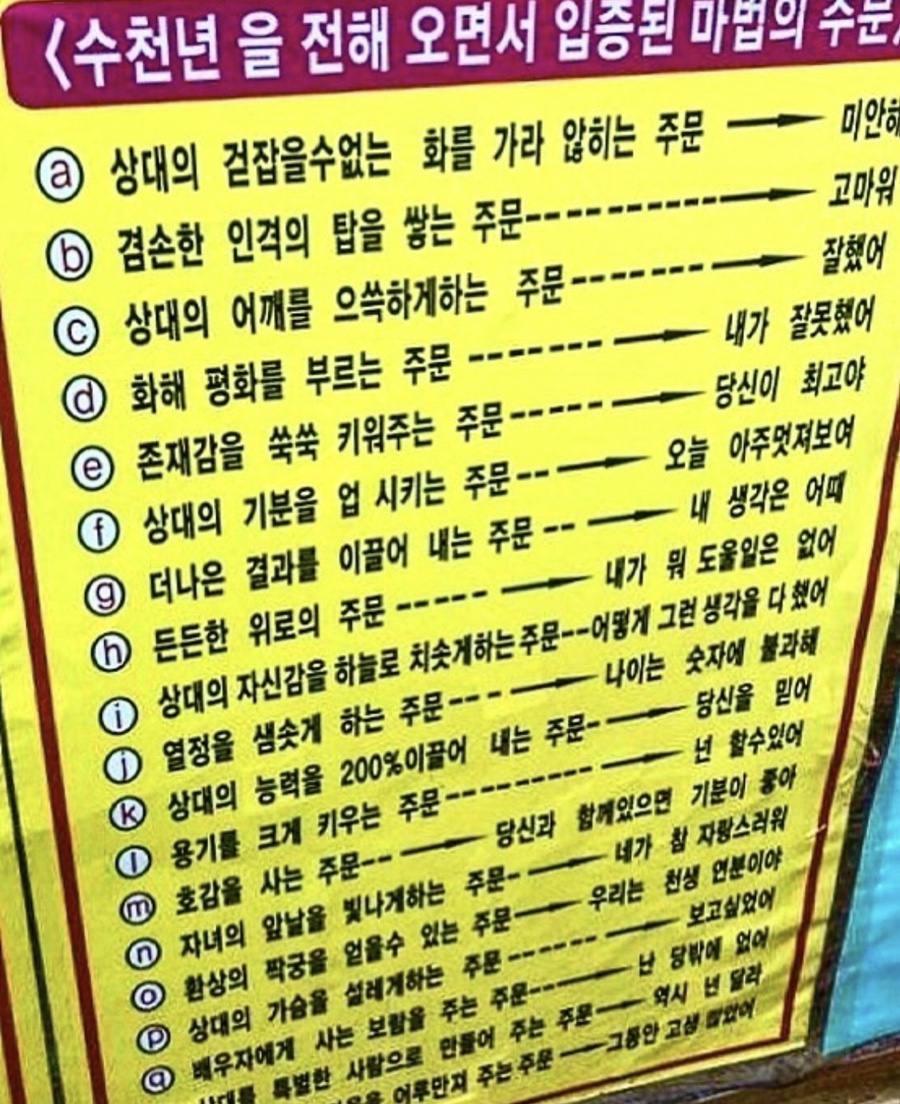 <수천년 을 전해 오면서 입증된 마법의 주문>
ⓐ 상대의 걷잡을수없는 화를 가라 않히는 주문 → 미안해
ⓑ 겸손한 인격의 탑을 쌓는 주문------→ 고마워
ⓒ 상대의 어깨를 으쓱하게하는 주문------→ 잘했어
ⓓ 화해 평화를 부르는 주문 ------→ 내가 잘못했어
ⓔ 존재감을 쑥쑥 키워주는 주문------→ 당신이 최고야
ⓕ 상대의 기분을 업 시키는 주문--→ 오늘 아주멋져보여
ⓖ 더나은 결과를 이끌어 내는 주문 --→ 내 생각은 어때
ⓗ 든든한 위로의 주문 -----→ 내가 뭐 도울일은 없어
ⓘ 상대의 자신감을 하늘로 치솟게하는 주문--어떻게 그런 생각을 다 했어
ⓙ 열정을 샘솟게 하는 주문---→ 나이는 숫자에 불과해
ⓚ 상대의 능력을 200%이끌어 내는 주문-→ 당신을 믿어
ⓛ 용기를 크게 키우는 주문---------→ 넌 할수있어
ⓜ 호감을 사는 주문--→ 당신과 함께있으면 기분이 좋아
ⓝ 자녀의 앞날을 빛나게하는 주문-→ 네가 참 자랑스러워
ⓞ 환상의 짝궁을 얻을수 있는 주문→ 우리는 천생 연분이야
ⓟ 상대의 가슴을 설레게하는 주문------→ 보고싶었어
ⓠ 배우자에게 사는 보람을 주는 주문---→ 난 당밖에 없어
상대를 특별한 사람으로 만들어 주는 주문→ 역시 넌 달라
어루만져 주는 주문 →그동안 고생 많았어